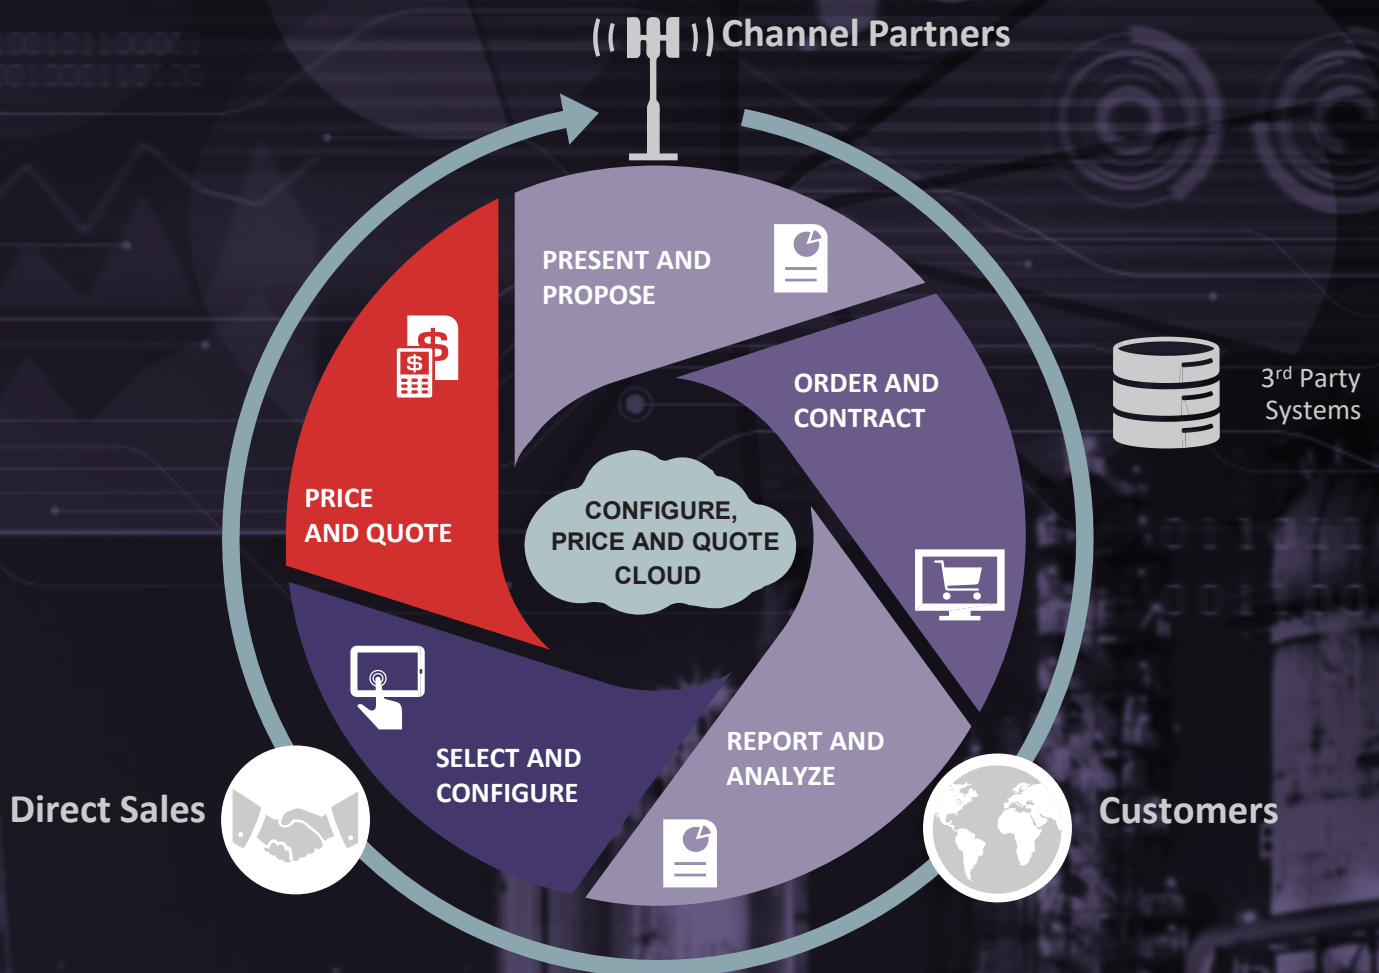 Channel Partners
PRESENT AND
PROPOSE
ORDER AND
CONTRACT
3rd Party
Systems
PRICE
AND QUOTE
CONFIGURE,
PRICE AND QUOTE
CLOUD
SELECT AND
CONFIGURE
REPORT AND
ANALYZE
Direct Sales
Customers
$
$